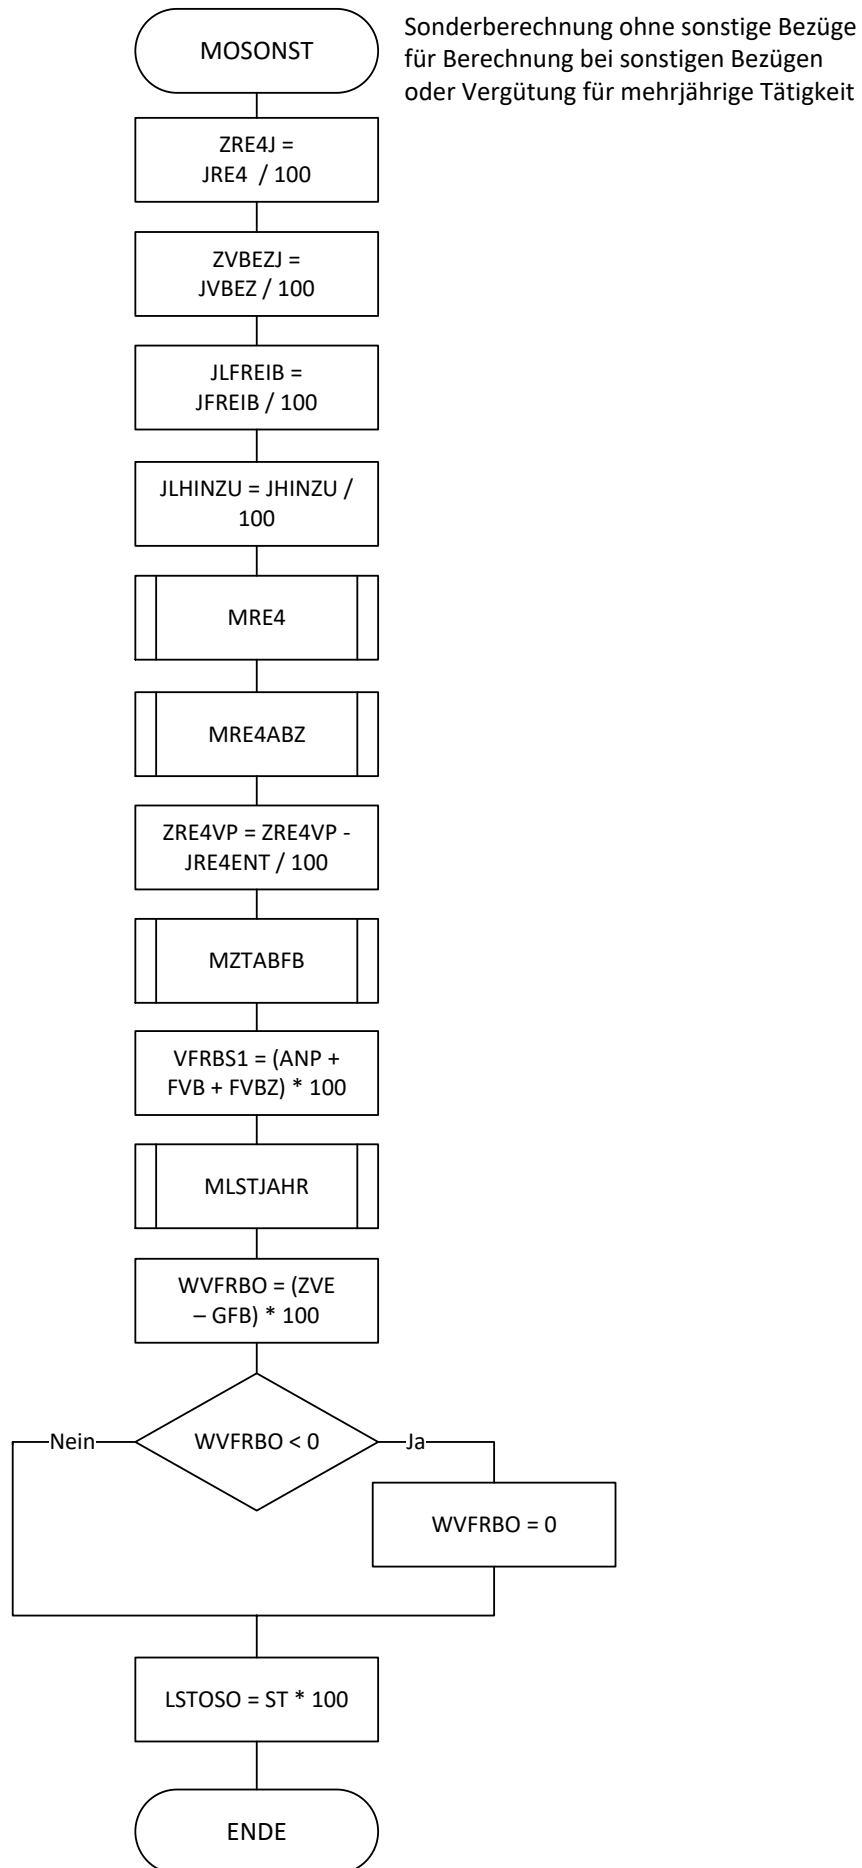 MOSONST
Sonderberechnung ohne sonstige Bezüge
für Berechnung bei sonstigen Bezügen
oder Vergütung für mehrjährige Tätigkeit
ZRE4J =
JRE4 / 100
ZVBEZJ =
JVBEZ / 100
JLFREIB =
JFREIB / 100
JLHINZU = JHINZU /
100
MRE4
MRE4ABZ
ZRE4VP = ZRE4VP -
JRE4ENT / 100
MZTABFB
VFRBS1 = (ANP +
FVB + FVBZ) * 100
MLSTJAHR
WVFRBO = (ZVE
– GFB) * 100
Nein
WVFRBO < 0
Ja
WVFRBO = 0
LSTOSO = ST * 100
ENDE